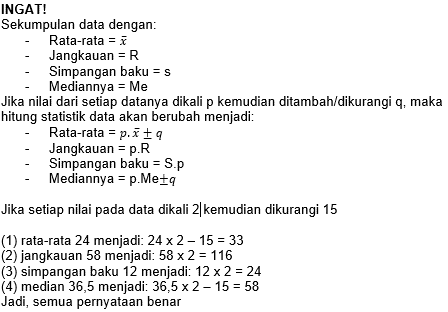 INGAT!
Sekumpulan data dengan:
- Rata-rata = x̄
- Jangkauan = R
- Simpangan baku = s
- Mediannya = Me
Jika nilai dari setiap datanya dikali p kemudian ditambah/dikurangi q, maka
hitung statistik data akan berubah menjadi:
- Rata-rata = p.x̄ ± q
- Jangkauan = p.R
- Simpangan baku = S.p
- Mediannya = p.Me±q
Jika setiap nilai pada data dikali 2 kemudian dikurangi 15
(1) rata-rata 24 menjadi: 24 x 2 – 15 = 33
(2) jangkauan 58 menjadi: 58 x 2 = 116
(3) simpangan baku 12 menjadi: 12 x 2 = 24
(4) median 36,5 menjadi: 36,5 x 2 – 15 = 58
Jadi, semua pernyataan benar